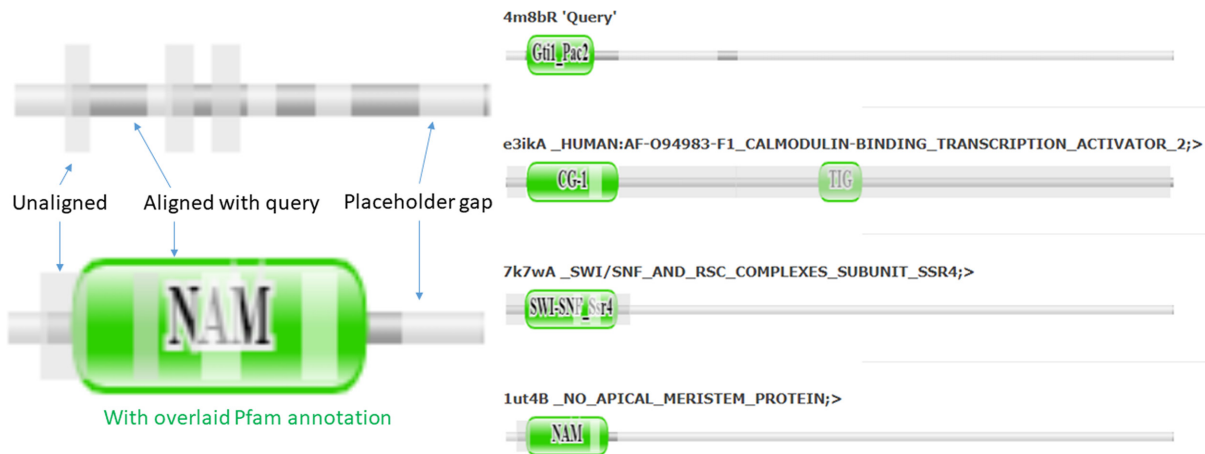 Unaligned
Aligned with query
Placeholder gap
NAM
With overlaid Pfam annotation
4m8bR 'Query'
Gti1_Pac2
e3ikA _HUMAN:AF-O94983-F1_CALMODULIN-BINDING_TRANSCRIPTION_ACTIVATOR_2;>
CG-1
TIG
7k7wA _SWI/SNF_AND_RSC_COMPLEXES_SUBUNIT_SSR4;>
SWI-SNF_Ssr4
1ut4B _NO_APICAL_MERISTEM_PROTEIN;>
NAM